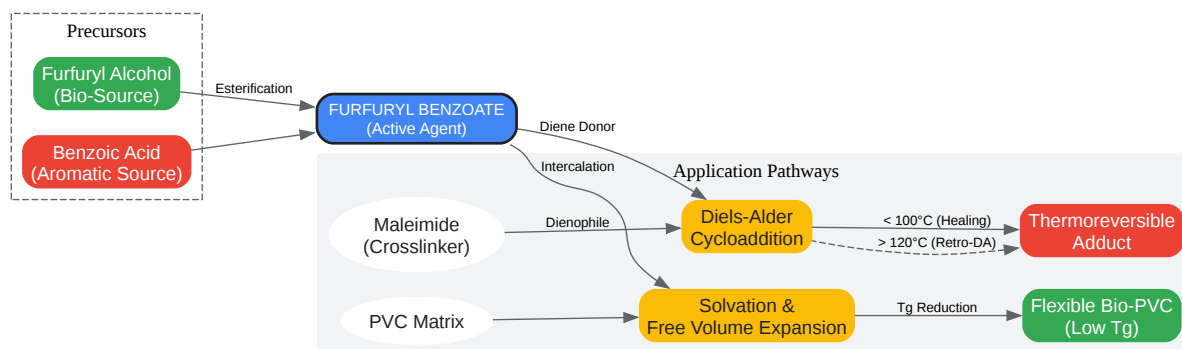 Precursors
Furfuryl Alcohol
(Bio-Source)
Esterification
Benzoic Acid
(Aromatic Source)
FURFURYL BENZOATE
(Active Agent)
Diene Donor
Intercalation
Application Pathways
Maleimide
(Crosslinker)
Dienophile
Diels-Alder
Cycloaddition
< 100°C (Healing)
> 120°C (Retro-DA)
Thermoreversible
Adduct
PVC Matrix
Solvation &
Free Volume Expansion
Tg Reduction
Flexible Bio-PVC
(Low Tg)